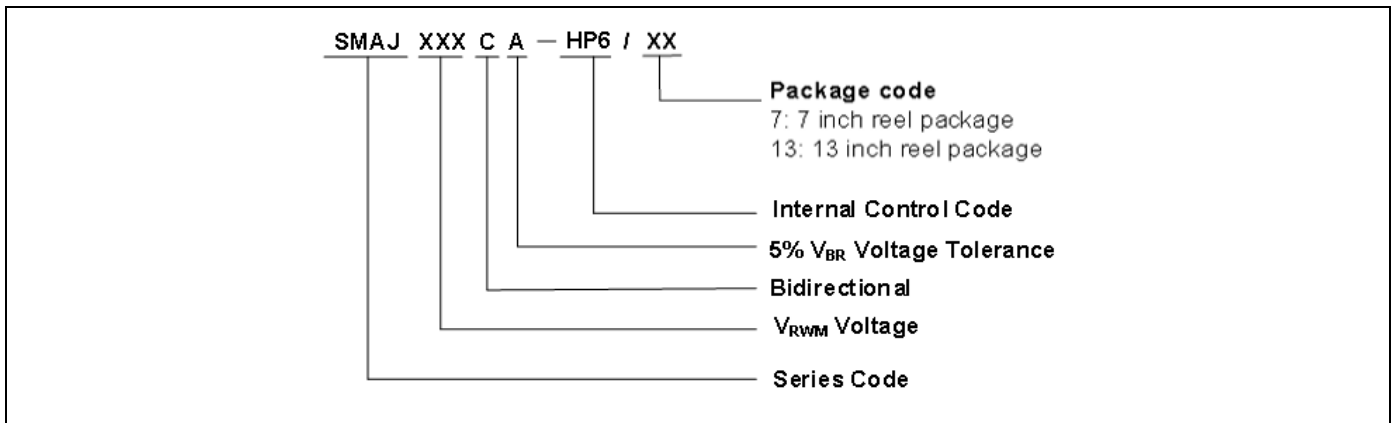 SMAJ XXX C A — HP6 / XX
Package code
7: 7 inch reel package
13: 13 inch reel package
Internal Control Code
5% VBR Voltage Tolerance
Bidirectional
VRWM Voltage
Series Code